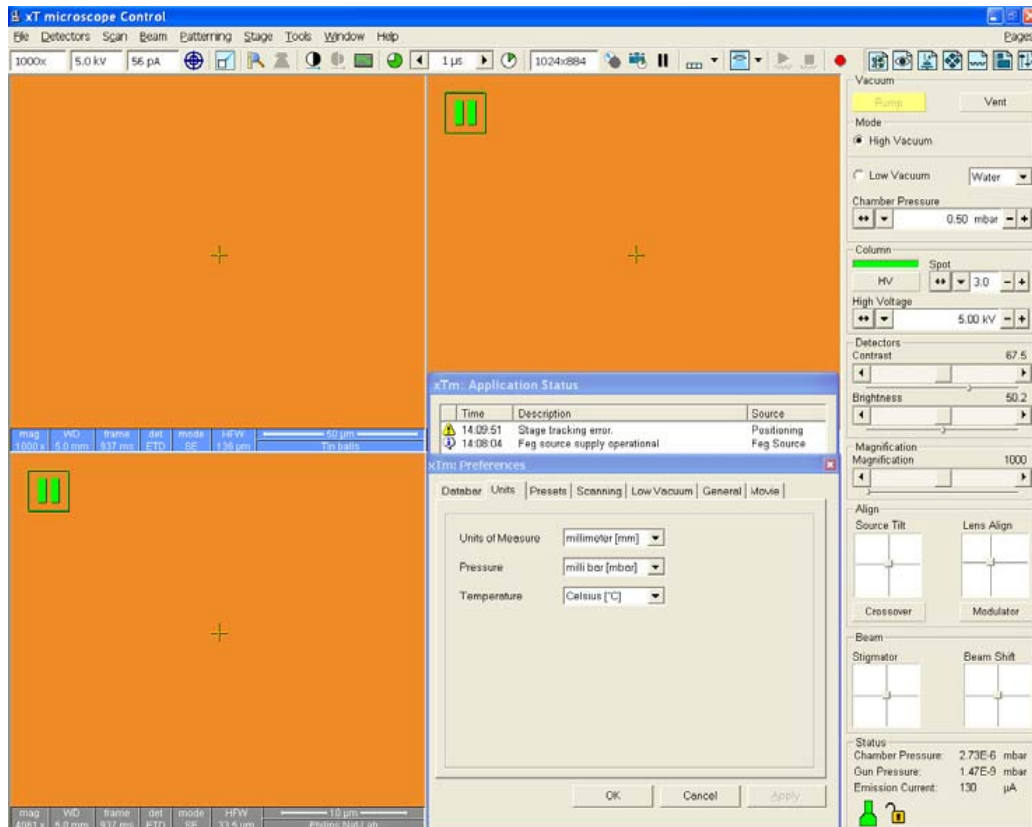 xT microscope Control
File Detectors Scan Beam Patterning Stage Tools Window Help Pages
1000x 5.0 kV 56 pA 1 µs 1024x884
Vacuum
Pump Vent
Mode
High Vacuum
Low Vacuum Water
Chamber Pressure
0.50 mbar
Column
Spot
HV 3.0
High Voltage
5.00 kV
Detectors
Contrast 67.5
Brightness 50.2
Magnification
Magnification 1000
Align
Source Tilt Lens Align
Crossover Modulator
Beam
Stigmator Beam Shift
Status
Chamber Pressure: 2.73E-6 mbar
Gun Pressure: 1.47E-9 mbar
Emission Current: 130 µA
mag WD frame det mode HFW 50 µm
1000 x 5.0 mm 937 ms ETD SE 136 µm Tin balls
xTm: Application Status
Time Description Source
14:09:51 Stage tracking error. Positioning
14:08:04 Feg source supply operational Feg Source
xTm: Preferences
Databar Units Presets Scanning Low Vacuum General Movie
Units of Measure millimeter [mm]
Pressure milli bar [mbar]
Temperature Celsius [°C]
OK Cancel Apply
mag WD frame det mode HFW 10 µm
5.0 mm 937 ms ETD SE 33.5 µm